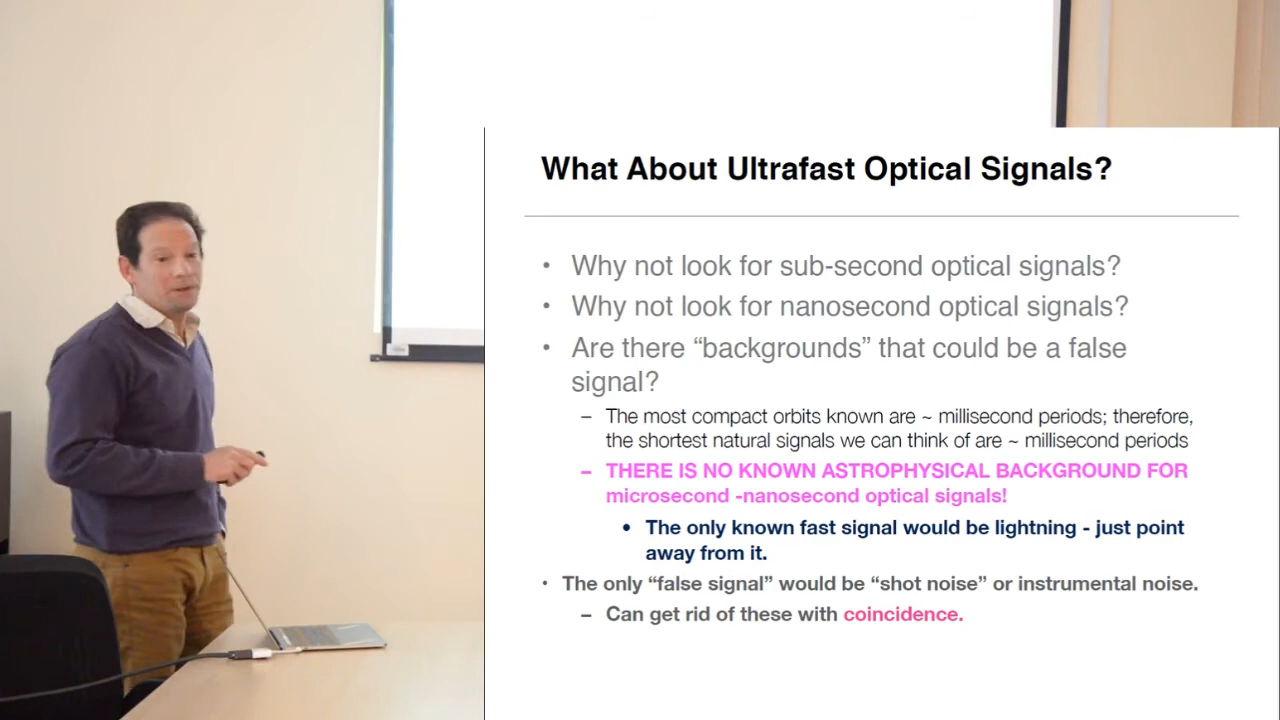 What About Ultrafast Optical Signals?
• Why not look for sub-second optical signals?
• Why not look for nanosecond optical signals?
• Are there “backgrounds” that could be a false
signal?
– The most compact orbits known are ~ millisecond periods; therefore,
the shortest natural signals we can think of are ~ millisecond periods
– THERE IS NO KNOWN ASTROPHYSICAL BACKGROUND FOR
microsecond -nanosecond optical signals!
• The only known fast signal would be lightning - just point
away from it.
• The only “false signal” would be “shot noise” or instrumental noise.
– Can get rid of these with coincidence.